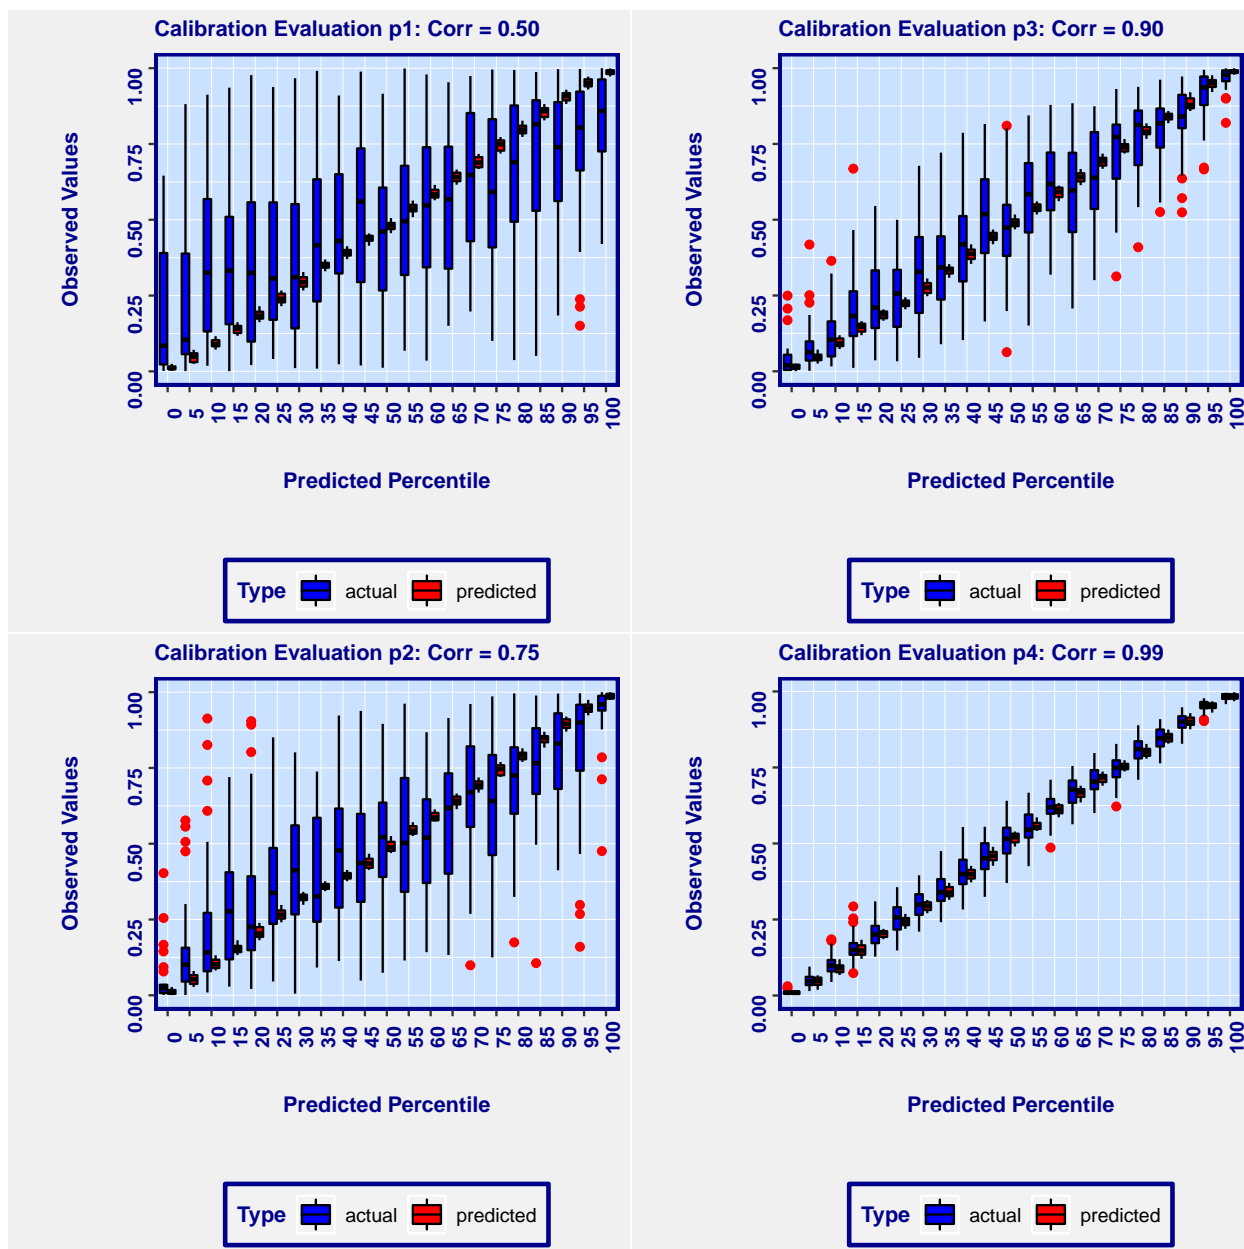 Calibration Evaluation p1: Corr = 0.50
Observed Values
1.00
0.75
0.50
0.25
0.00
0 5 10 15 20 25 30 35 40 45 50 55 60 65 70 75 80 85 90 95 100
Predicted Percentile
Type actual predicted
Calibration Evaluation p3: Corr = 0.90
Observed Values
1.00
0.75
0.50
0.25
0.00
0 5 10 15 20 25 30 35 40 45 50 55 60 65 70 75 80 85 90 95 100
Predicted Percentile
Type actual predicted
Calibration Evaluation p2: Corr = 0.75
Observed Values
1.00
0.75
0.50
0.25
0.00
0 5 10 15 20 25 30 35 40 45 50 55 60 65 70 75 80 85 90 95 100
Predicted Percentile
Type actual predicted
Calibration Evaluation p4: Corr = 0.99
Observed Values
1.00
0.75
0.50
0.25
0.00
0 5 10 15 20 25 30 35 40 45 50 55 60 65 70 75 80 85 90 95 100
Predicted Percentile
Type actual predicted